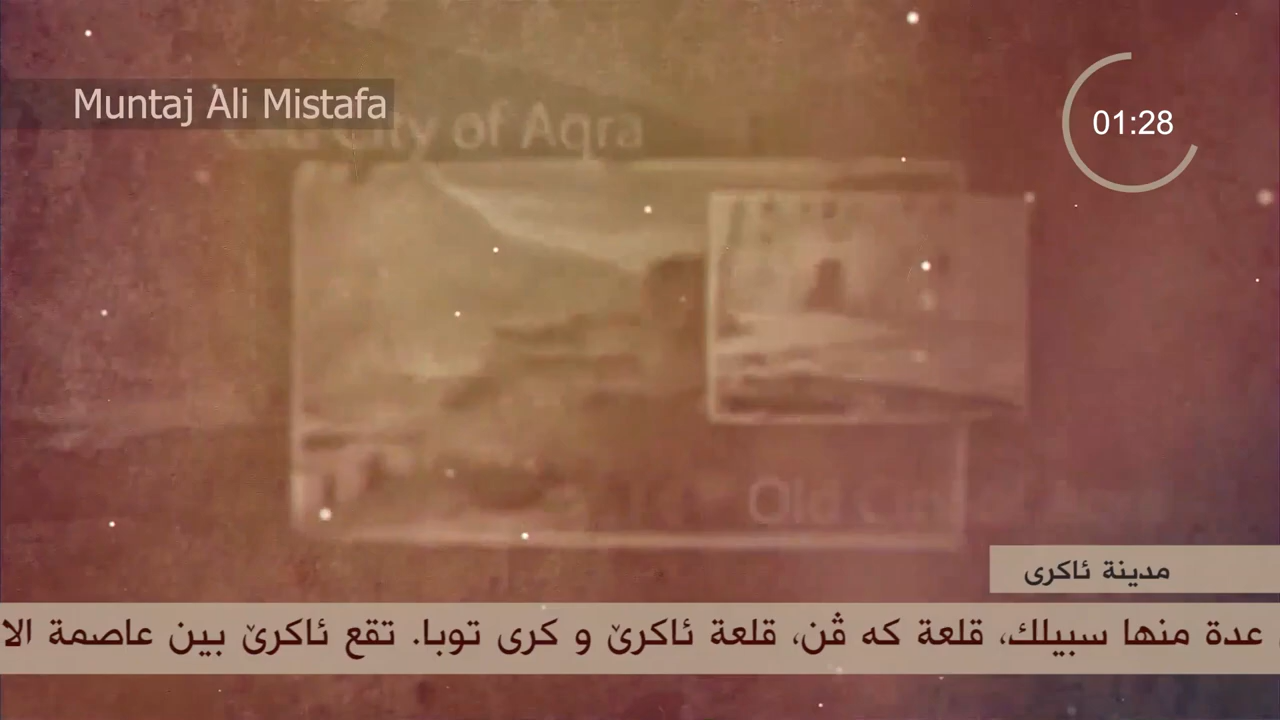 Muntaj Ali Mistafa
01:28
City of Aqra
Old
مدينة ئاكرى
عدة منها سبيلك، قلعة كه ڤن، قلعة ئاكرێ و كرى توبا. تقع ئاكرێ بين عاصمة الا